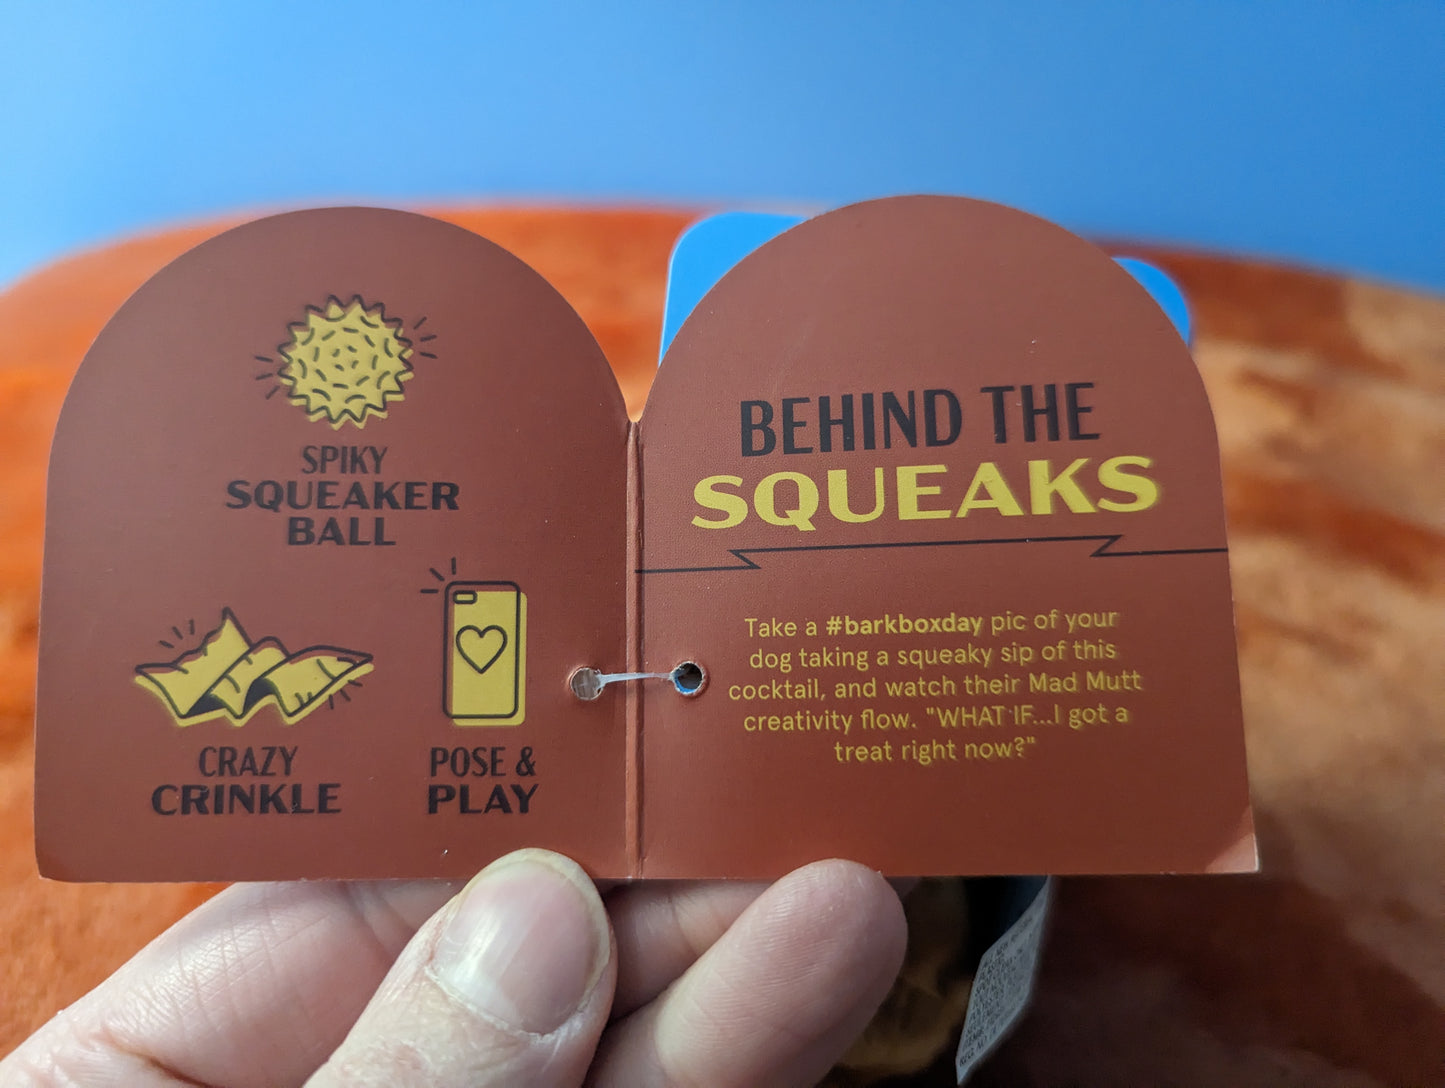 SPIKY
SQUEAKER
BALL
CRAZY
CRINKLE
POSE &
PLAY
BEHIND THE
SQUEAKS
Take a #barkboxday pic of your
dog taking a squeaky sip of this
cocktail, and watch their Mad Mutt
creativity flow. "WHAT IF...I got a
treat right now?"